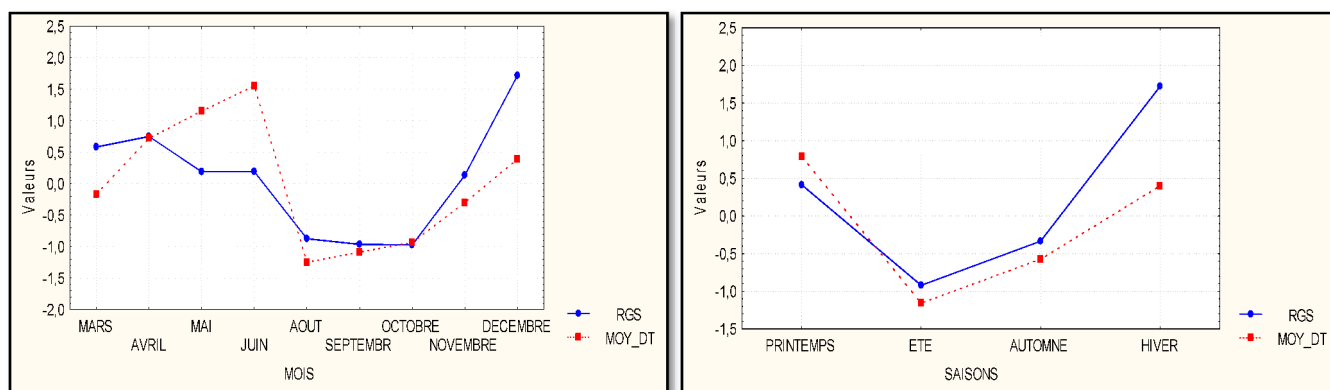 2,5
2,0
1,5
1,0
0,5
0,0
-0,5
-1,0
-1,5
-2,0
Valeurs
MARS
AVRIL
MAI
JUIN
AOUT
SEPTEMBR
OCTOBRE
NOVEMBRE
DECEMBRE
MOIS
RGS
MOY_DT
2,5
2,0
1,5
1,0
0,5
0,0
-0,5
-1,0
-1,5
Valeurs
PRINTEMPS
ETE
AUTOMNE
HIVER
SAISONS
RGS
MOY_DT